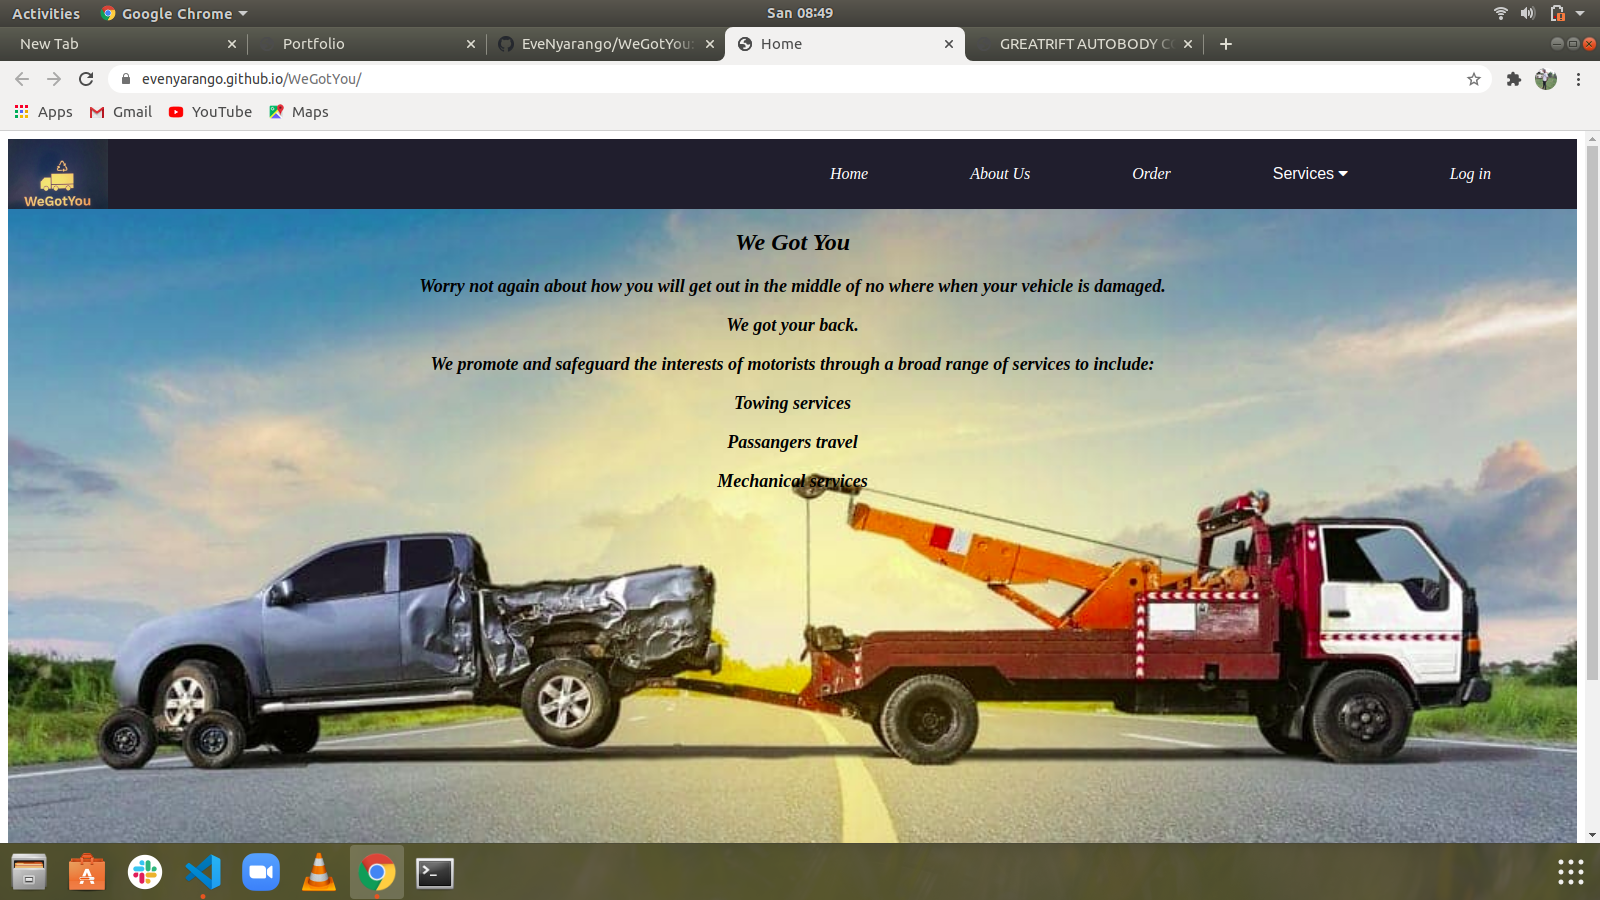 Activities
Google Chrome
San 08:49
New Tab
Portfolio
EveNyarango/WeGotYou:
Home
GREATRIFT AUTOBODY CO
evenyarango.github.io/WeGotYou/
Apps
Gmail
YouTube
Maps
WeGotYou
Home
About Us
Order
Services
Log in
We Got You
Worry not again about how you will get out in the middle of no where when your vehicle is damaged.
We got your back.
We promote and safeguard the interests of motorists through a broad range of services to include:
Towing services
Passangers travel
Mechanical services